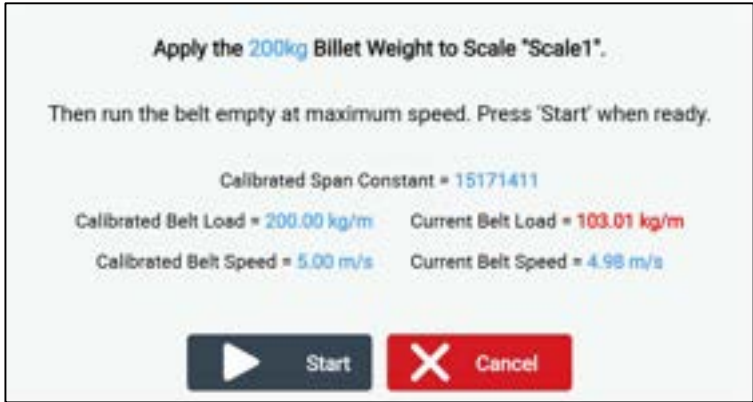 Apply the 200kg Billet Weight to Scale "Scale1".
Then run the belt empty at maximum speed. Press 'Start' when ready.
Calibrated Span Constant = 15171411
Calibrated Belt Load = 200.00 kg/m Current Belt Load = 103.01 kg/m
Calibrated Belt Speed = 5.00 m/s Current Belt Speed = 4.98 m/s
Start Cancel